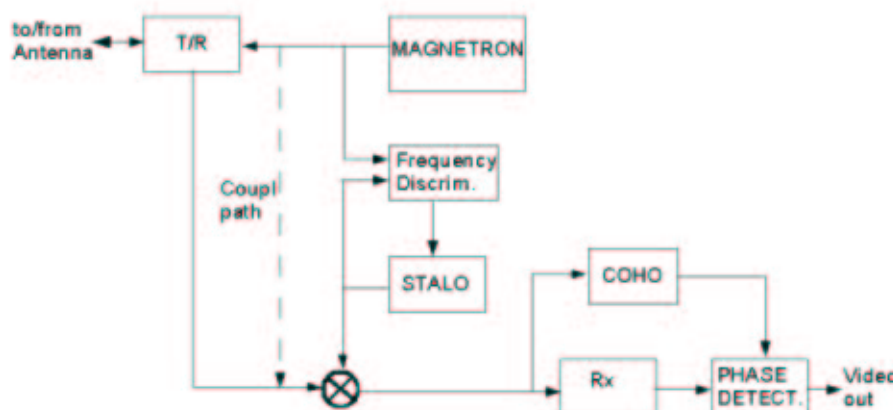 to/from
Antenna
T/R
MAGNETRON
Frequency
Discrim.
Coupl
path
STALO
COHO
Rx
PHASE
DETECT.
Video
out